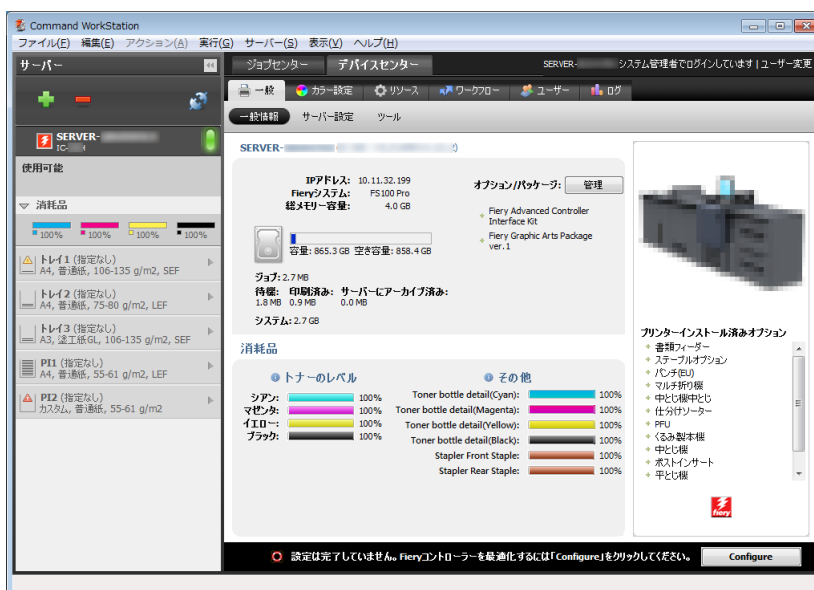 Command WorkStation
ファイル(F) 編集(E) アクション(A) 実行(G) サーバー(S) 表示(V) ヘルプ(H)
サーバー
ジョブセンター デバイスセンター SERVER- システム管理者でログインしています | ユーザー変更
一般 カラー設定 リソース ワークフロー ユーザー ログ
一般情報 サーバー設定 ツール
SERVER-
IC-
使用可能
消耗品
100% 100% 100% 100%
トレイ1 (指定なし)
A4, 普通紙, 106-135 g/m2, SEF
トレイ2 (指定なし)
A4, 普通紙, 75-80 g/m2, LEF
トレイ3 (指定なし)
A3, 塗工紙GL, 106-135 g/m2, SEF
PI1 (指定なし)
A4, 普通紙, 55-61 g/m2, LEF
PI2 (指定なし)
カスタム, 普通紙, 55-61 g/m2
SERVER-
IPアドレス: 10.11.32.199
Fieryシステム: FS100 Pro
総メモリー容量: 4.0 GB
容量: 865.3 GB 空き容量: 858.4 GB
ジョブ: 2.7 MB
待機: 印刷済み: サーバーにアーカイブ済み:
1.8 MB 0.9 MB 0.0 MB
システム: 2.7 GB
オプション/パッケージ: 管理
Fiery Advanced Controller
Interface Kit
Fiery Graphic Arts Package
ver.1
消耗品
トナーのレベル
シアン: 100%
マゼンタ: 100%
イエロー: 100%
ブラック: 100%
その他
Toner bottle detail(Cyan): 100%
Toner bottle detail(Magenta): 100%
Toner bottle detail(Yellow): 100%
Toner bottle detail(Black): 100%
Stapler Front Staple: 100%
Stapler Rear Staple: 100%
プリンターインストール済みオプション
書類フィーダー
ステープルオプション
パンチ(EU)
マルチ折り機
中とじ機中とじ
仕分けソーター
PFU
くるみ製本機
中とじ機
ポストインサート
平とじ機
fiery
設定は完了していません。Fieryコントローラーを最適化するには「Configure」をクリックしてください。 Configure